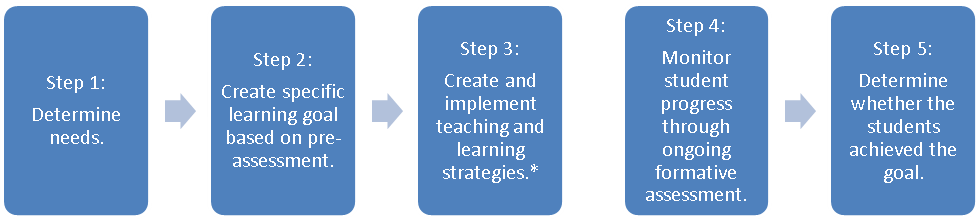 Step 1:
Determine
needs.
Step 2:
Create specific
learning goal
based on pre-
assessment.
Step 3:
Create and
implement
teaching and
learning
strategies.*
Step 4:
Monitor
student
progress
through
ongoing
formative
assessment.
Step 5:
Determine
whether the
students
achieved the
goal.